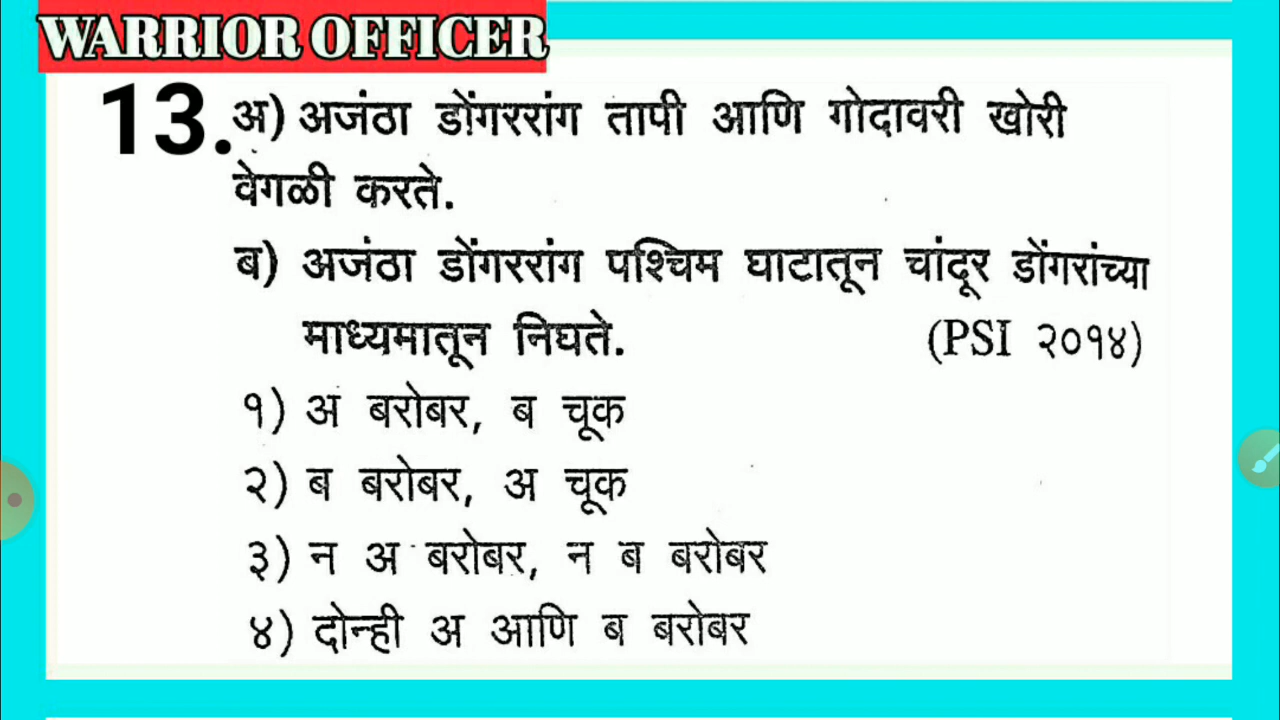 WARRIOR OFFICER
13. अ) अजंठा डोंगररांग तापी आणि गोदावरी खोरी
वेगळी करते.
ब) अजंठा डोंगररांग पश्चिम घाटातून चांदूर डोंगरांच्या
माध्यमातून निघते. (PSI २०१४)
१) अ बरोबर, ब चूक
२) ब बरोबर, अ चूक
३) न अ बरोबर, न ब बरोबर
४) दोन्ही अ आणि ब बरोबर